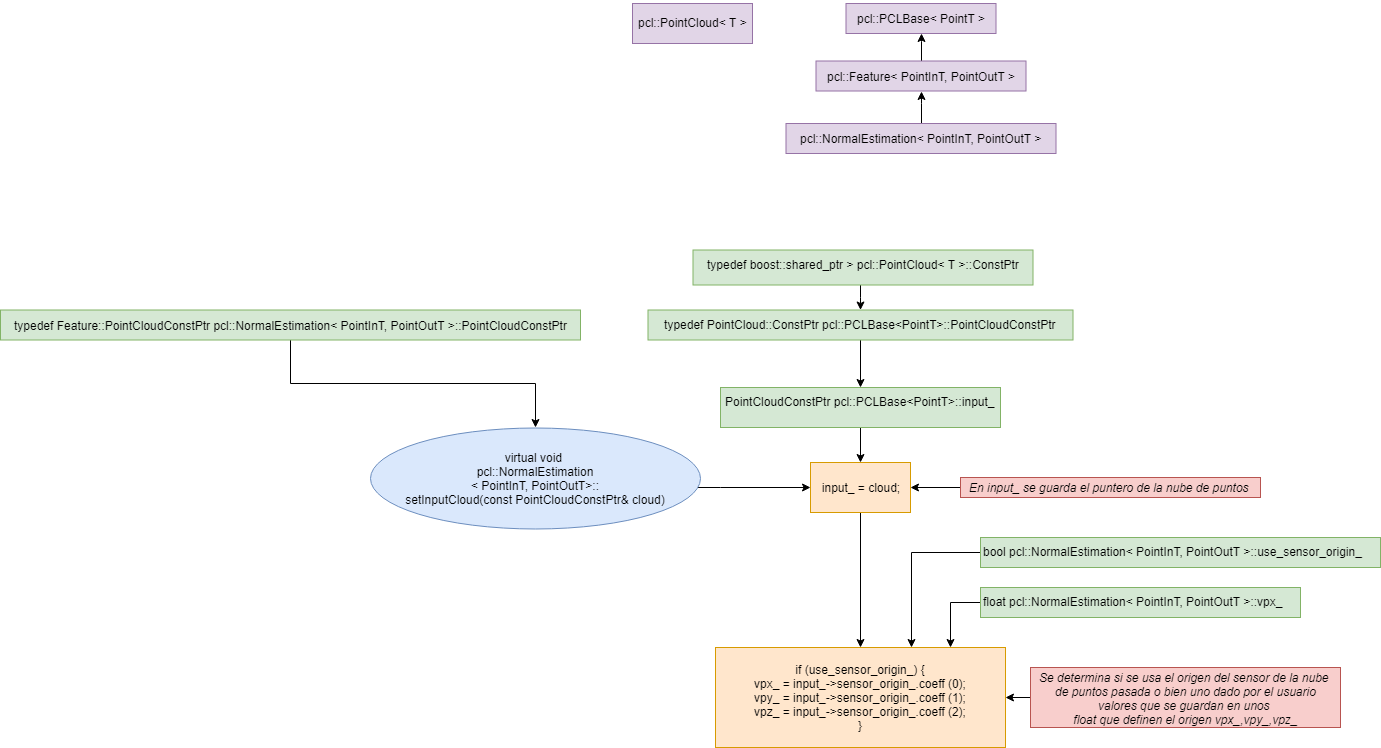 pcl::PointCloud< T >
pcl::PCLBase< PointT >
pcl::Feature< PointInT, PointOutT >
pcl::NormalEstimation< PointInT, PointOutT >
typedef boost::shared_ptr > pcl::PointCloud< T >::ConstPtr
typedef Feature::PointCloudConstPtr pcl::NormalEstimation< PointInT, PointOutT >::PointCloudConstPtr
typedef PointCloud::ConstPtr pcl::PCLBase<PointT>::PointCloudConstPtr
PointCloudConstPtr pcl::PCLBase<PointT>::input_
virtual void
pcl::NormalEstimation
< PointInT, PointOutT>::
setInputCloud(const PointCloudConstPtr& cloud)
input_ = cloud;
En input_ se guarda el puntero de la nube de puntos
bool pcl::NormalEstimation< PointInT, PointOutT >::use_sensor_origin_
float pcl::NormalEstimation< PointInT, PointOutT >::vpx_
if (use_sensor_origin_) {
vpx_ = input_->sensor_origin_.coeff (0);
vpy_ = input_->sensor_origin_.coeff (1);
vpz_ = input_->sensor_origin_.coeff (2);
}
Se determina si se usa el origen del sensor de la nube
de puntos pasada o bien uno dado por el usuario
valores que se guardan en unos
float que definen el origen vpx_,vpy_,vpz_